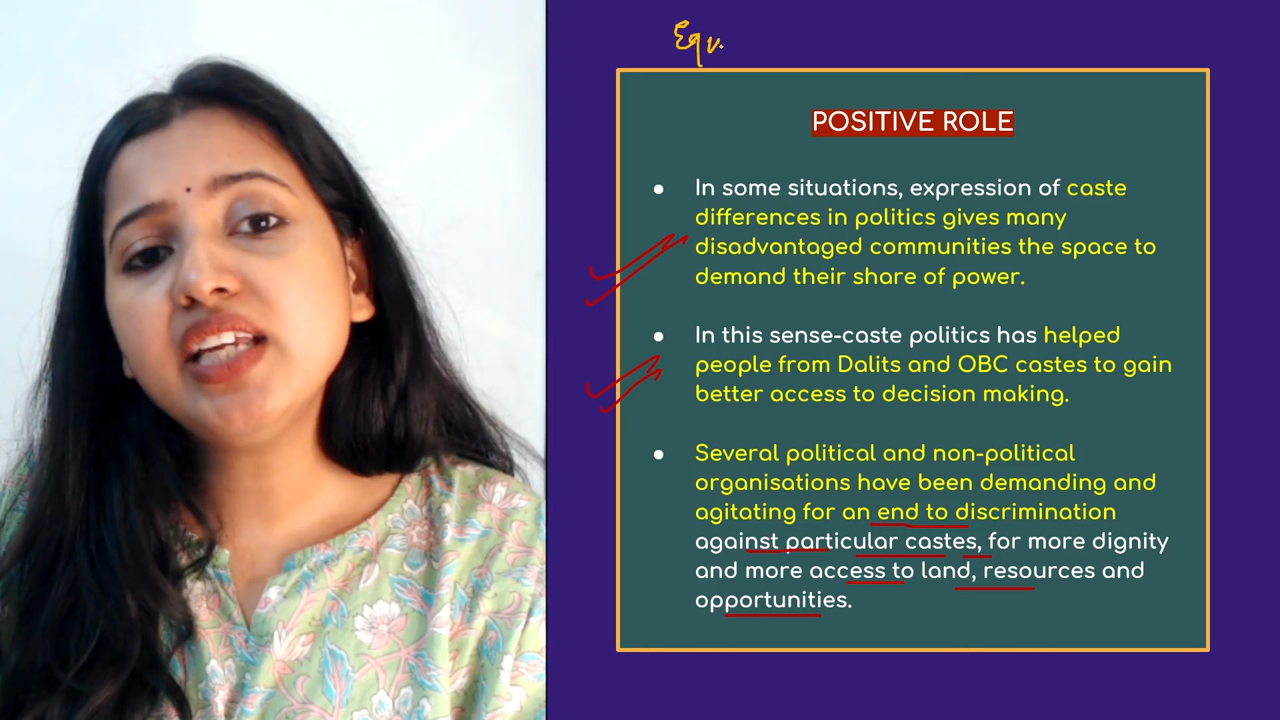 Equ
POSITIVE ROLE
● In some situations, expression of caste
differences in politics gives many
disadvantaged communities the space to
demand their share of power.
● In this sense-caste politics has helped
people from Dalits and OBC castes to gain
better access to decision making.
● Several political and non-political
organisations have been demanding and
agitating for an end to discrimination
against particular castes, for more dignity
and more access to land, resources and
opportunities.